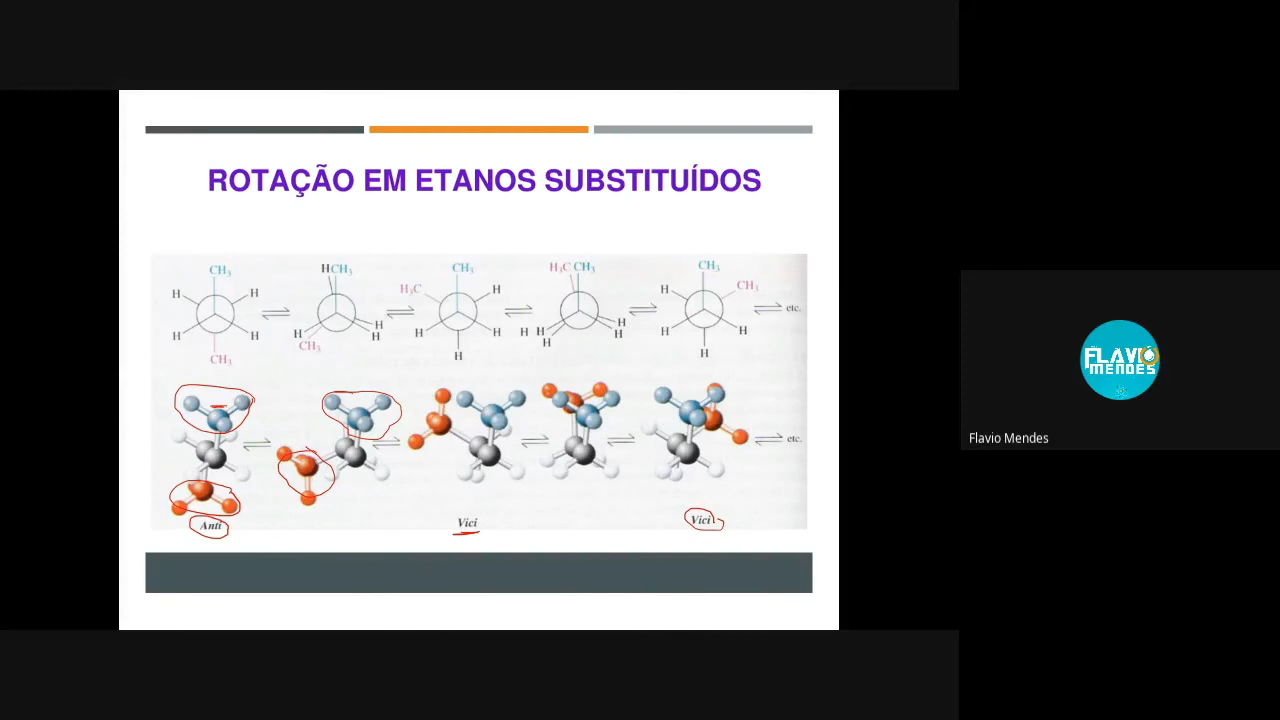 ROTAÇÃO EM ETANOS SUBSTITUÍDOS
CH3 HCH3 CH3 H3C CH3 CH3
H H H3C H H CH3
etc.
H H H H H H H H H H H H H
CH3 CH3 H H H
etc.
Anti Vici Vici
FLAVIO
MENDES
Flavio Mendes